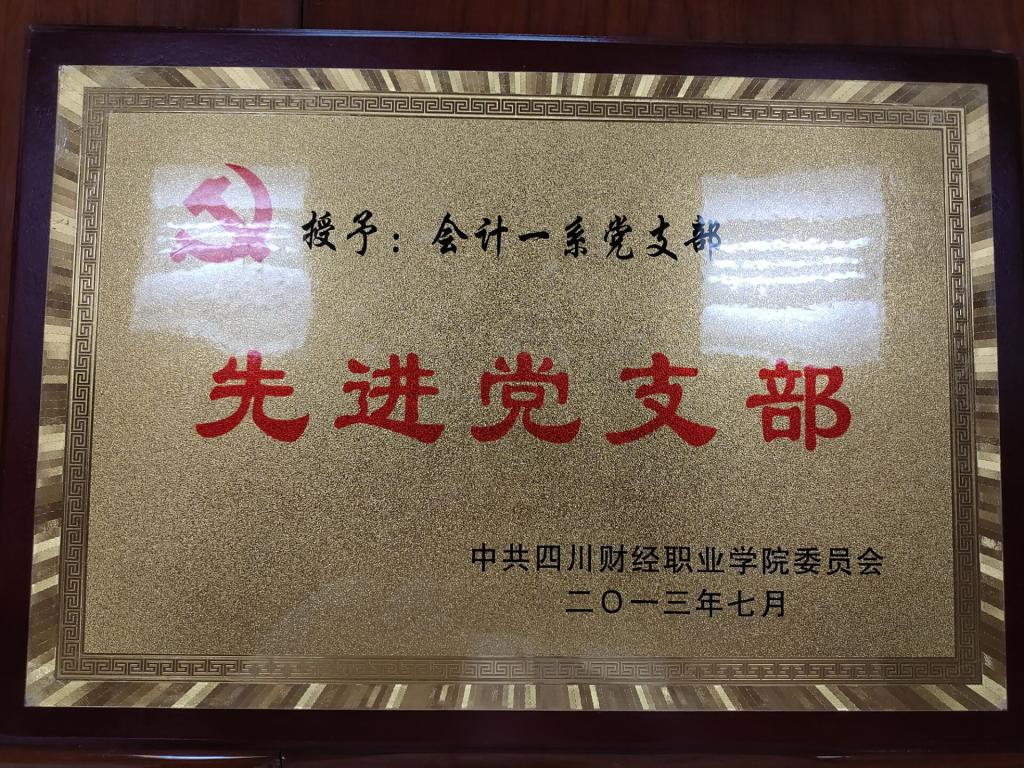 授予：会计一系党支部
先进党支部
中共四川财经职业学院委员会
二〇一三年七月